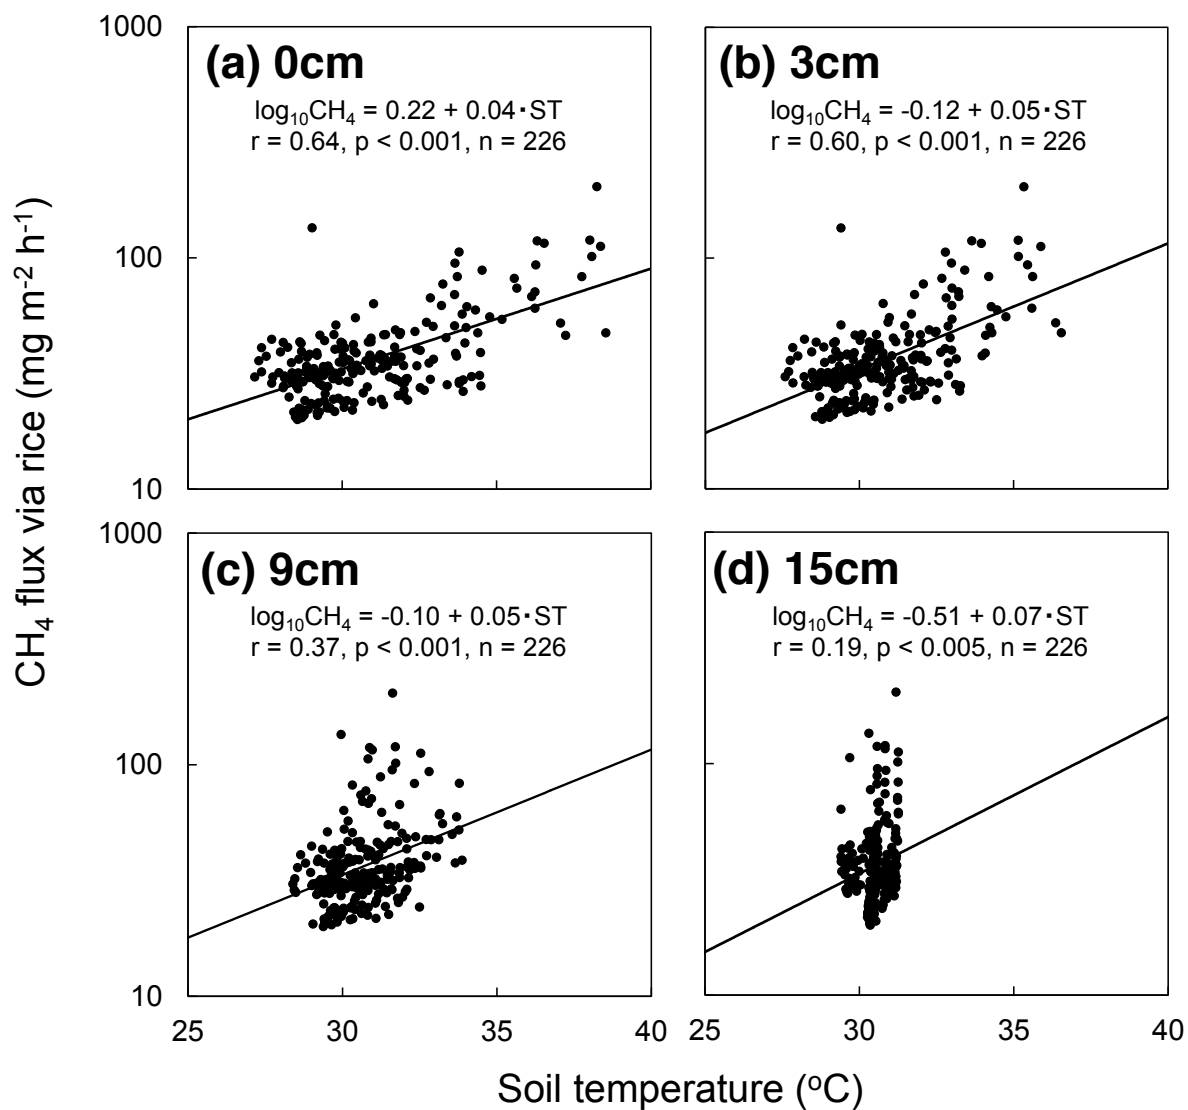 1000
(a) 0cm
log₁₀CH₄ = 0.22 + 0.04・ST
r = 0.64, p < 0.001, n = 226
100
10
(b) 3cm
log₁₀CH₄ = -0.12 + 0.05・ST
r = 0.60, p < 0.001, n = 226
CH₄ flux via rice (mg m⁻² h⁻¹)
1000
(c) 9cm
log₁₀CH₄ = -0.10 + 0.05・ST
r = 0.37, p < 0.001, n = 226
100
10
25 30 35 40
(d) 15cm
log₁₀CH₄ = -0.51 + 0.07・ST
r = 0.19, p < 0.005, n = 226
25 30 35 40
Soil temperature (°C)